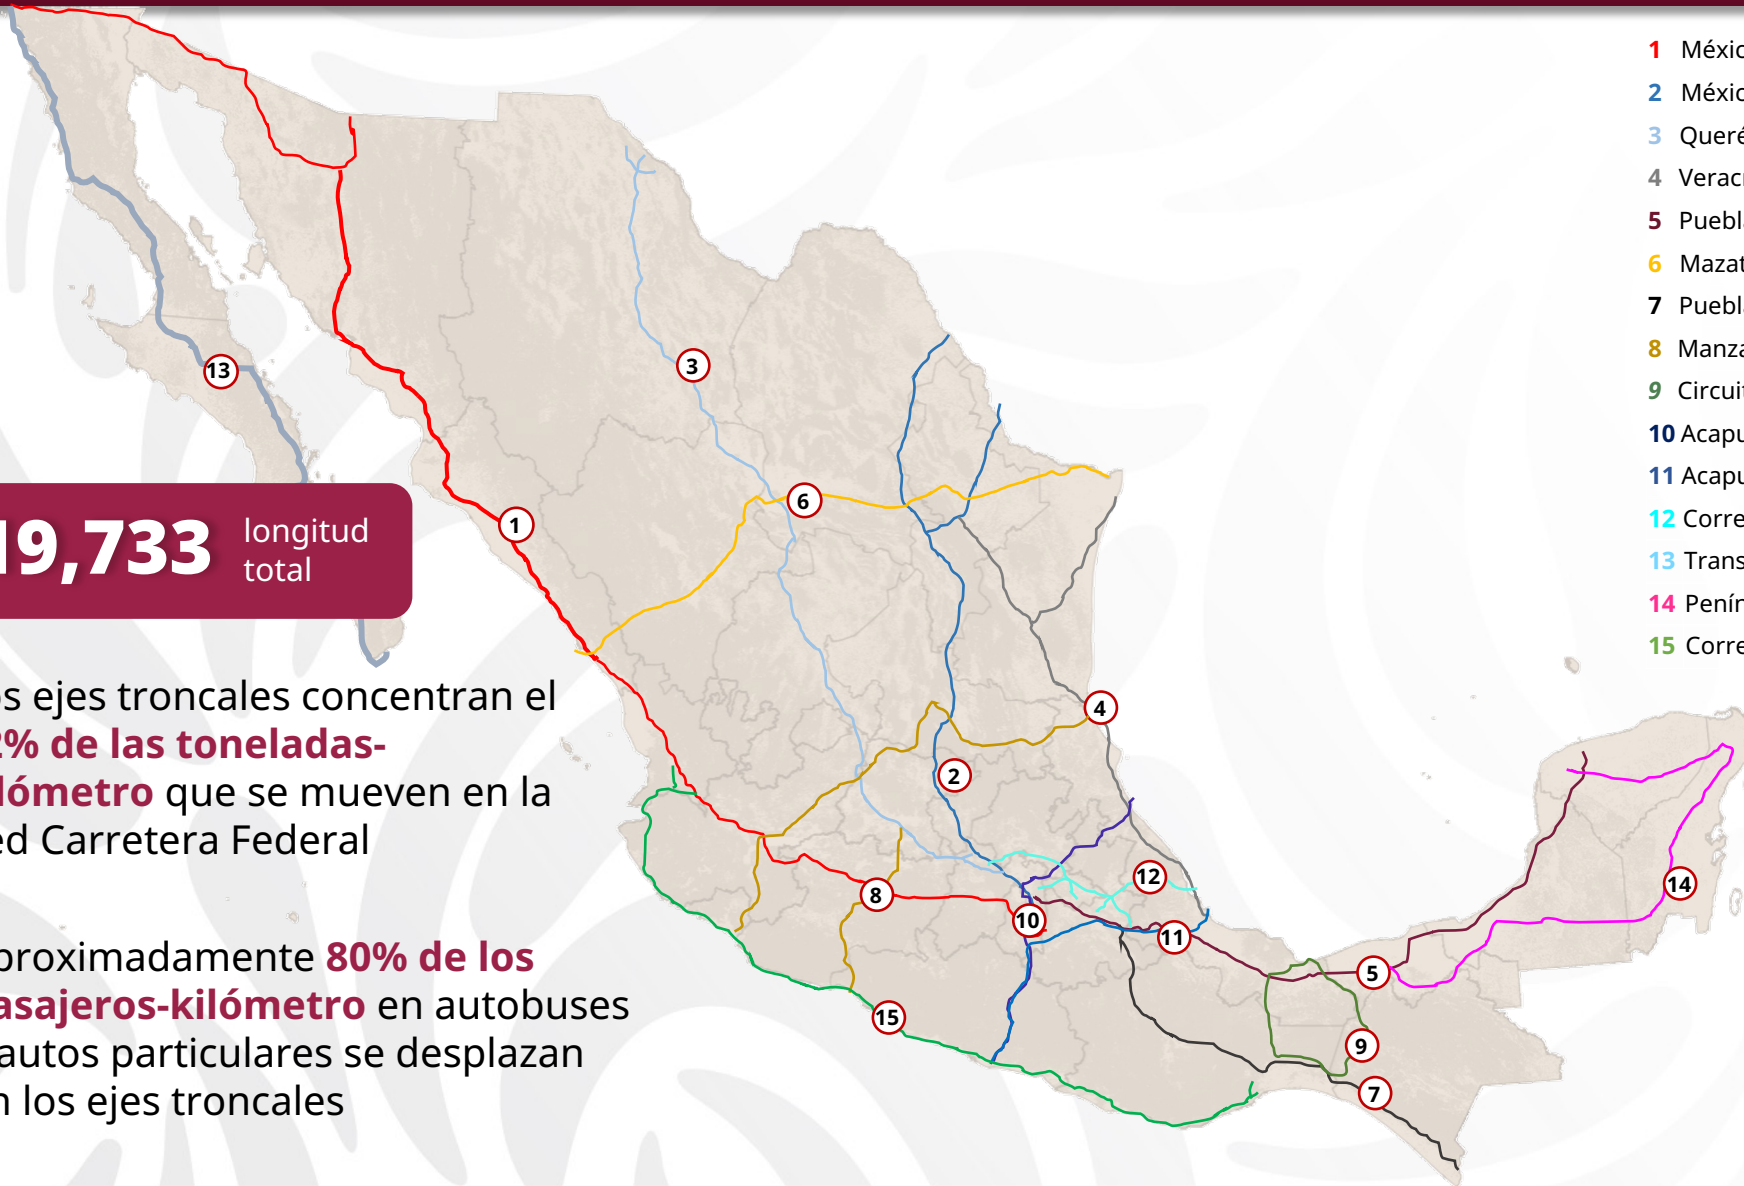 1 Méxic
2 Méxic
3 Queré
4 Verac
5 Puebl
6 Mazat
7 Puebl
8 Manza
9 Circuit
10 Acapu
11 Acapu
12 Corre
13 Trans
14 Penín
15 Corre
13
3
6
1
4
2
12
8
10
11
14
5
15
9
7
19,733 longitud
total
os ejes troncales concentran el
2% de las toneladas-
lómetro que se mueven en la
ed Carretera Federal
proximadamente 80% de los
asajeros-kilómetro en autobuses
autos particulares se desplazan
n los ejes troncales